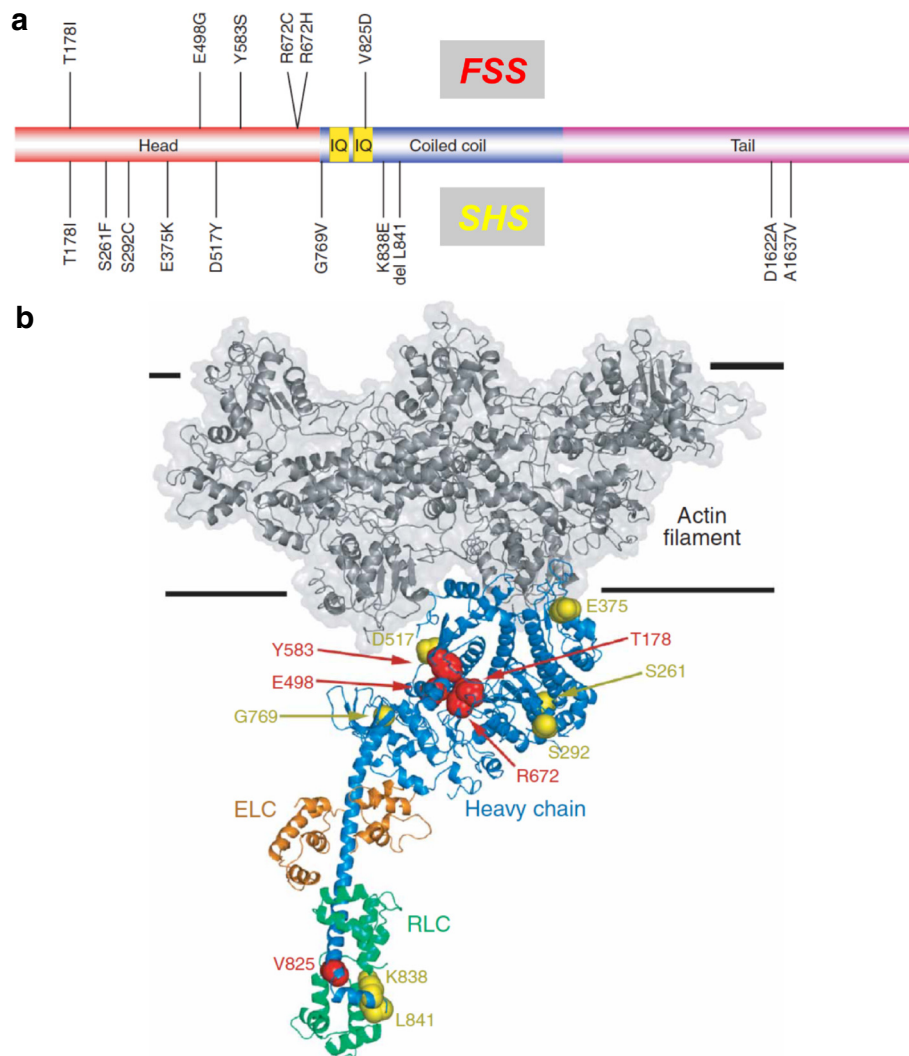 a
T178I
E498G
Y583S
R672C
R672H
V825D
FSS
Head
IQ
IQ
Coiled coil
Tail
SHS
T178I
S261F
S292C
E375K
D517Y
G769V
K838E
del L841
D1622A
A1637V
b
Actin
filament
E375
D517
Y583
T178
E498
S261
G769
S292
R672
Heavy chain
ELC
RLC
V825
K838
L841